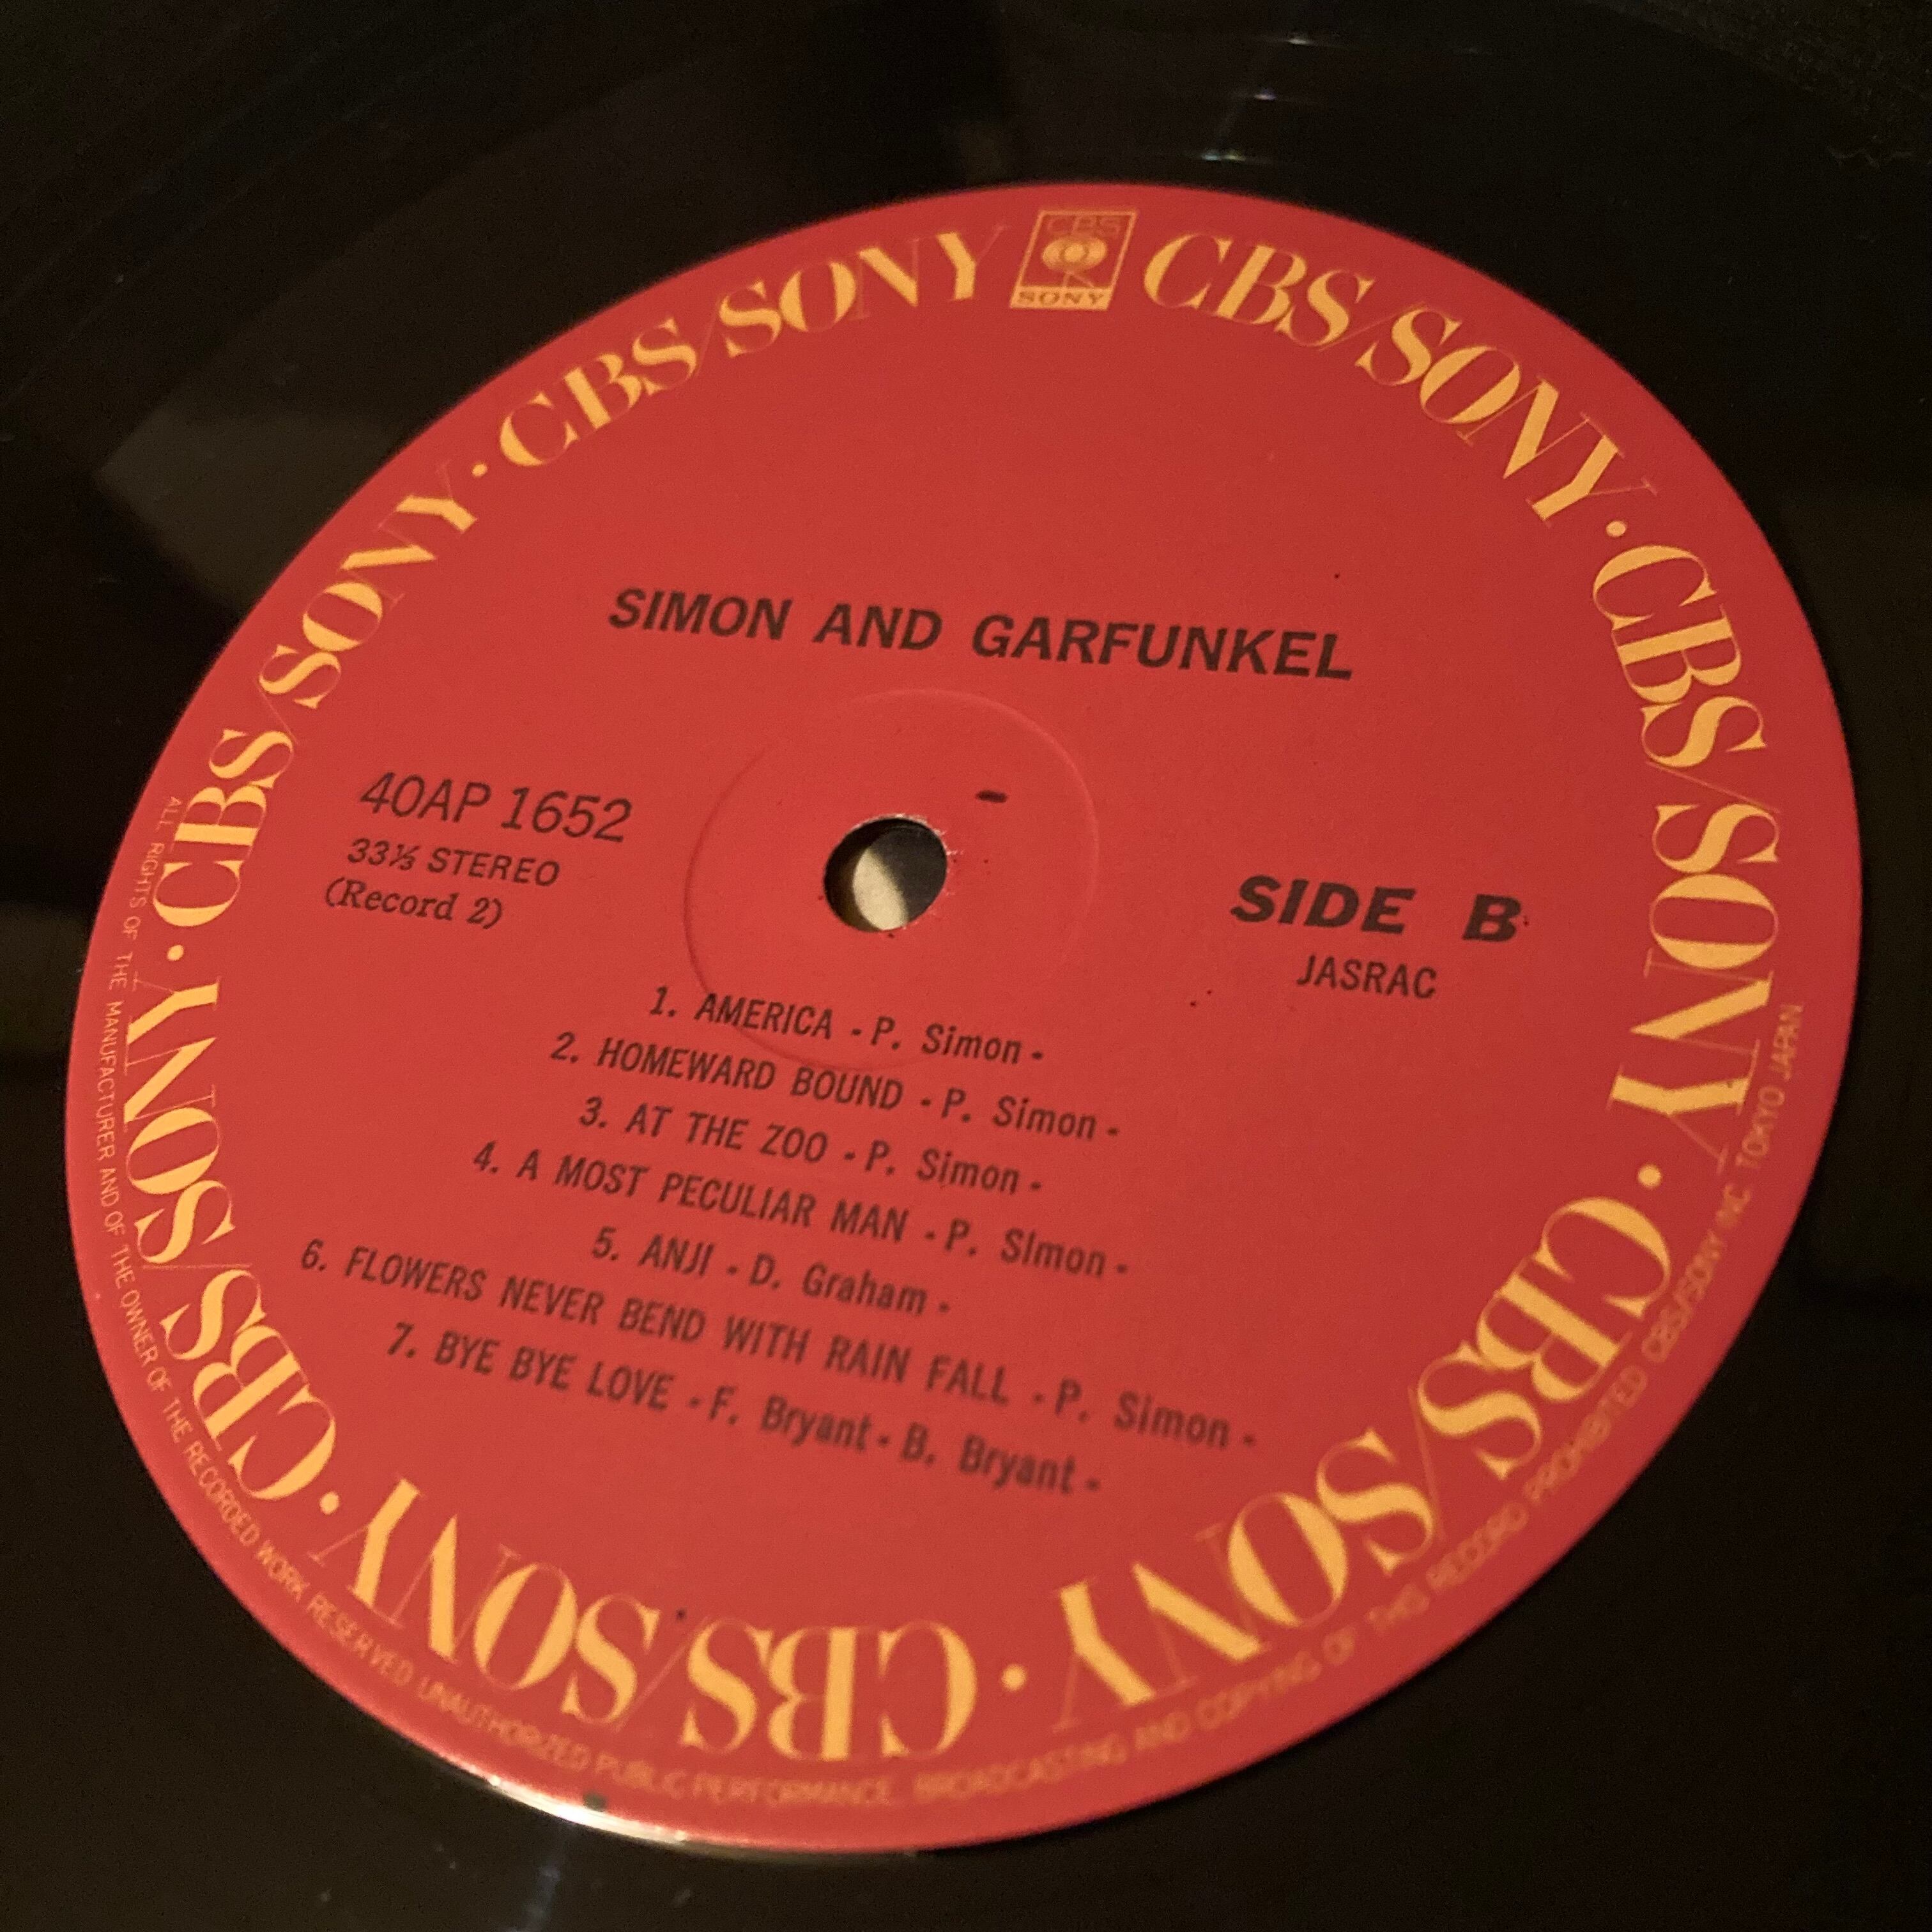 CBS/SONY CBS SONY CBS/SONY · CBS/SONY · CBS/SONY · CBS/SONY · CBS/SONY · CBS/SONY ·
SIMON AND GARFUNKEL
40AP 1652
33⅓ STEREO
(Record 2)
SIDE B
JASRAC
1. AMERICA - P. Simon -
2. HOMEWARD BOUND - P. Simon -
3. AT THE ZOO - P. Simon -
4. A MOST PECULIAR MAN - P. SImon -
5. ANJI - D. Graham -
6. FLOWERS NEVER BEND WITH RAIN FALL - P. Simon -
7. BYE BYE LOVE - F. Bryant - B. Bryant -
ALL RIGHTS OF THE MANUFACTURER AND OF THE OWNER OF THE RECORDED WORK RESERVED UNAUTHORIZED PUBLIC PERFORMANCE. BROADCASTING AND COPYING OF THIS RECORD PROHIBITED CBS/SONY INC. TOKYO JAPAN